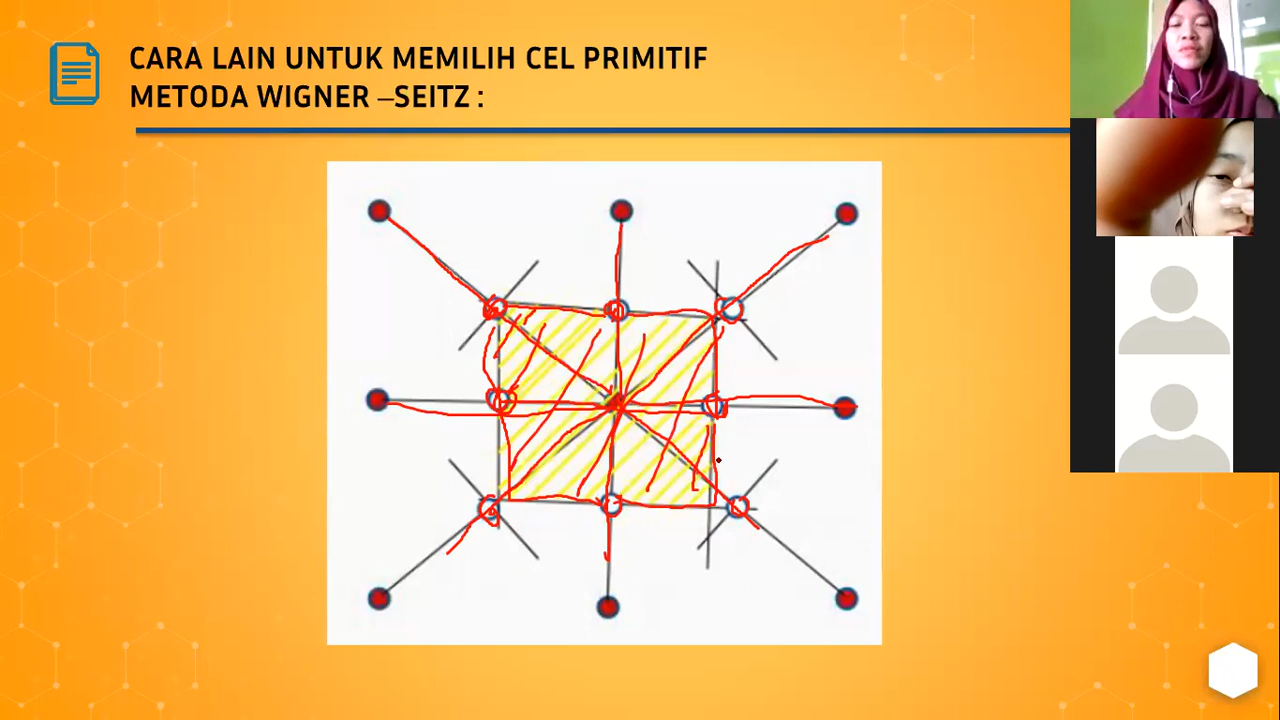 CARA LAIN UNTUK MEMILIH CEL PRIMITIF
METODA WIGNER –SEITZ :